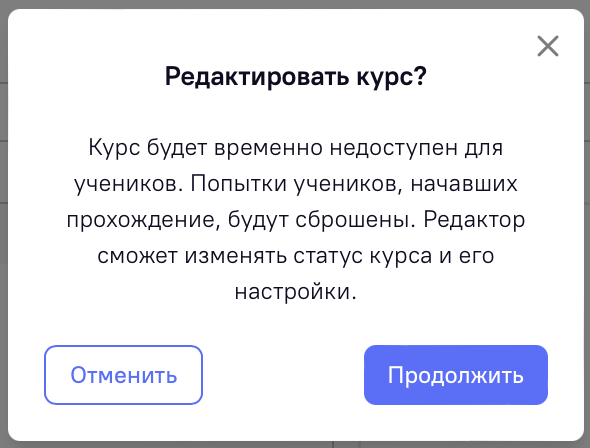 Редактировать курс?
Курс будет временно недоступен для
учеников. Попытки учеников, начавших
прохождение, будут сброшены. Редактор
сможет изменять статус курса и его
настройки.
Отменить
Продолжить